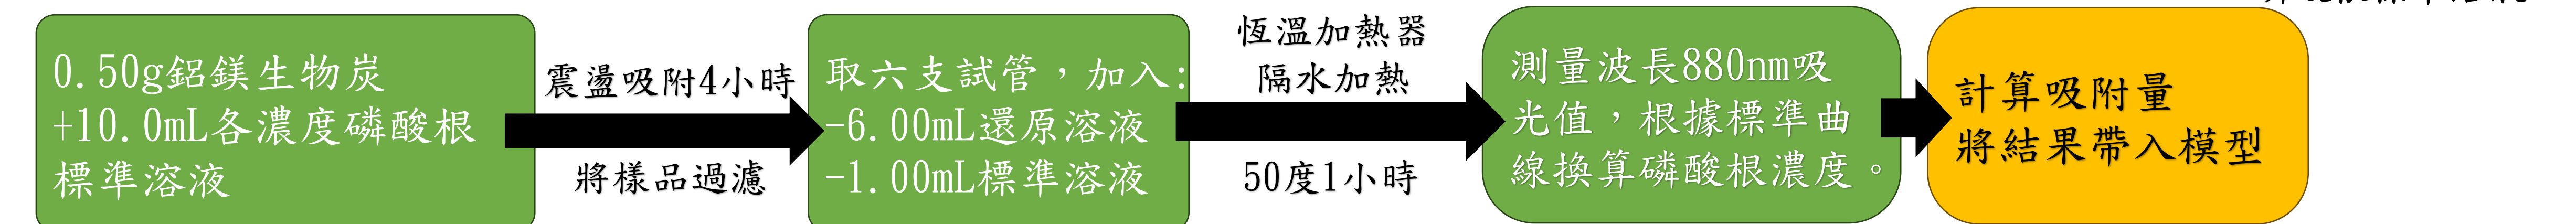 0.50g鋁鎂生物炭
+10.0mL各濃度磷酸根
標準溶液
震盪吸附4小時
將樣品過濾
取六支試管，加入:
-6.00mL還原溶液
-1.00mL標準溶液
恆溫加熱器
隔水加熱
50度1小時
測量波長880nm吸
光值，根據標準曲
線換算磷酸根濃度。
計算吸附量
將結果帶入模型